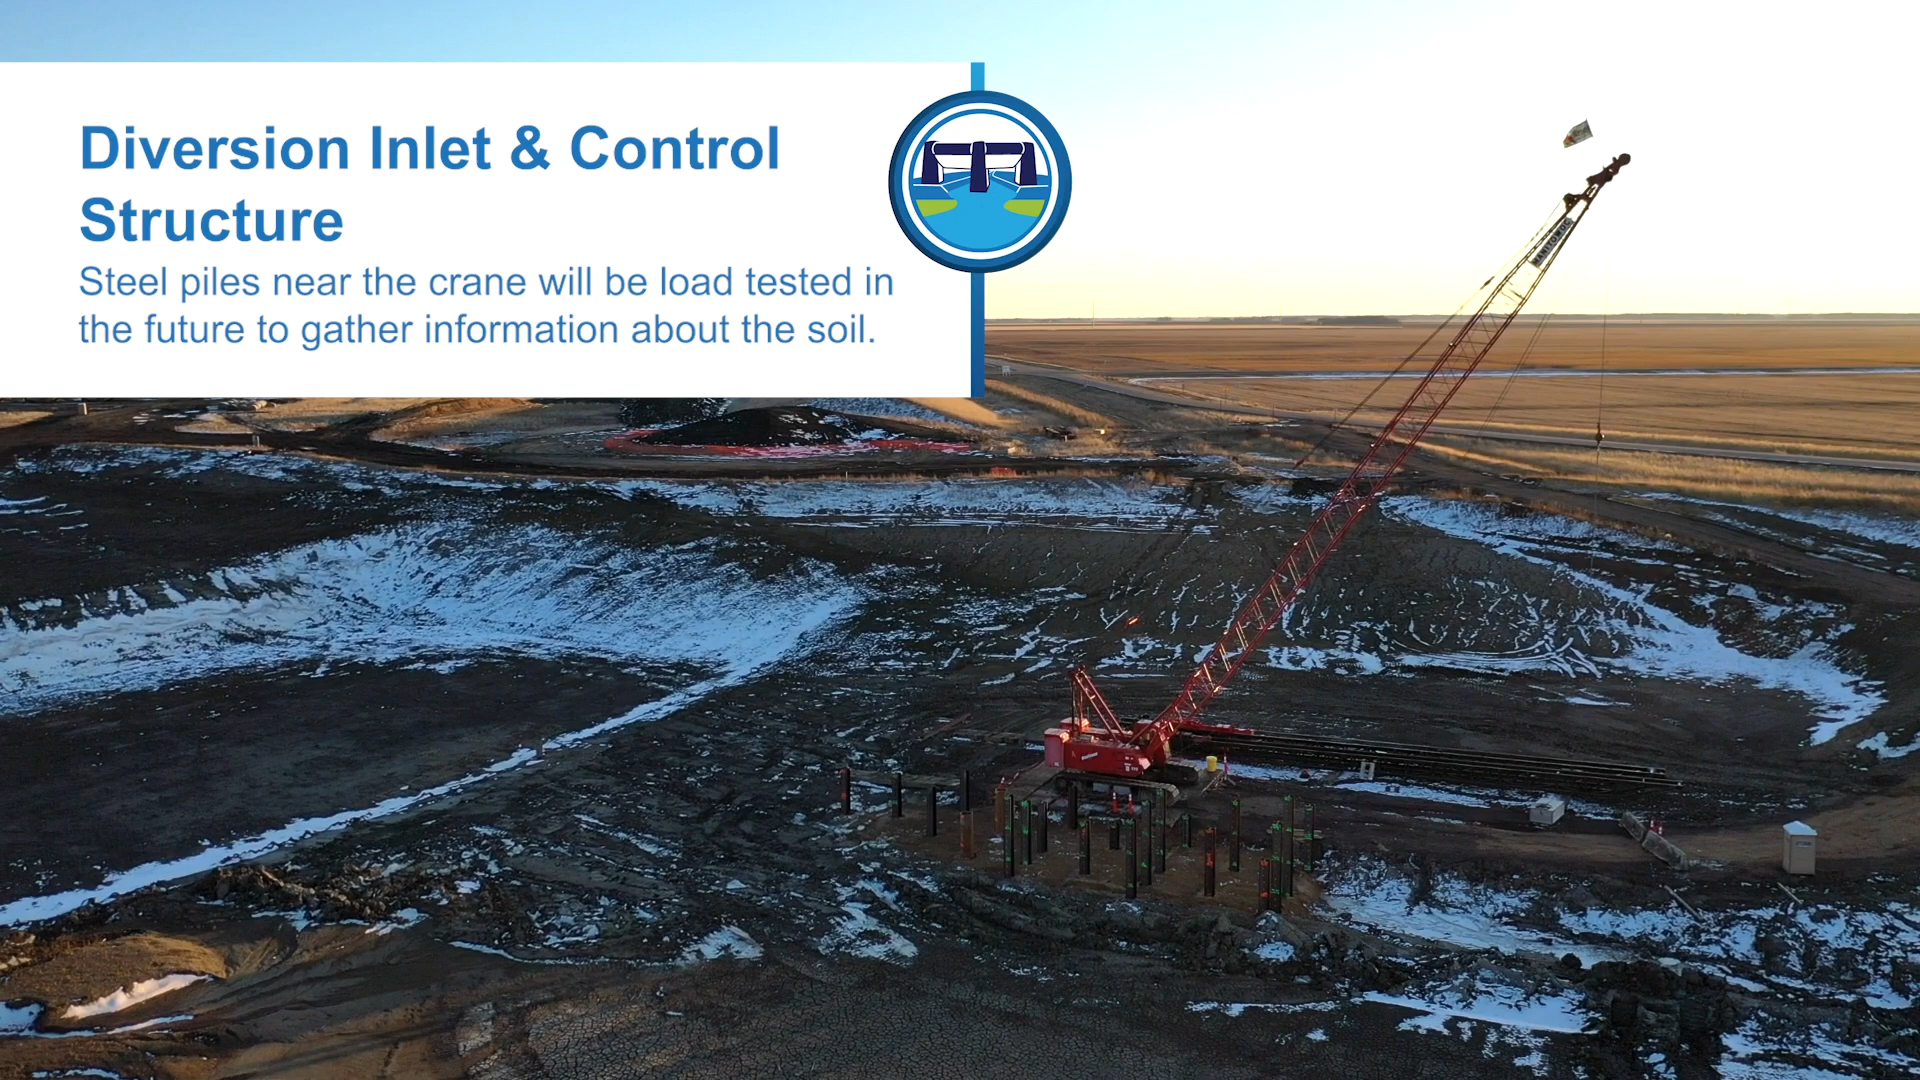 Diversion Inlet & Control
Structure
Steel piles near the crane will be load tested in
the future to gather information about the soil.
MANITOWOC